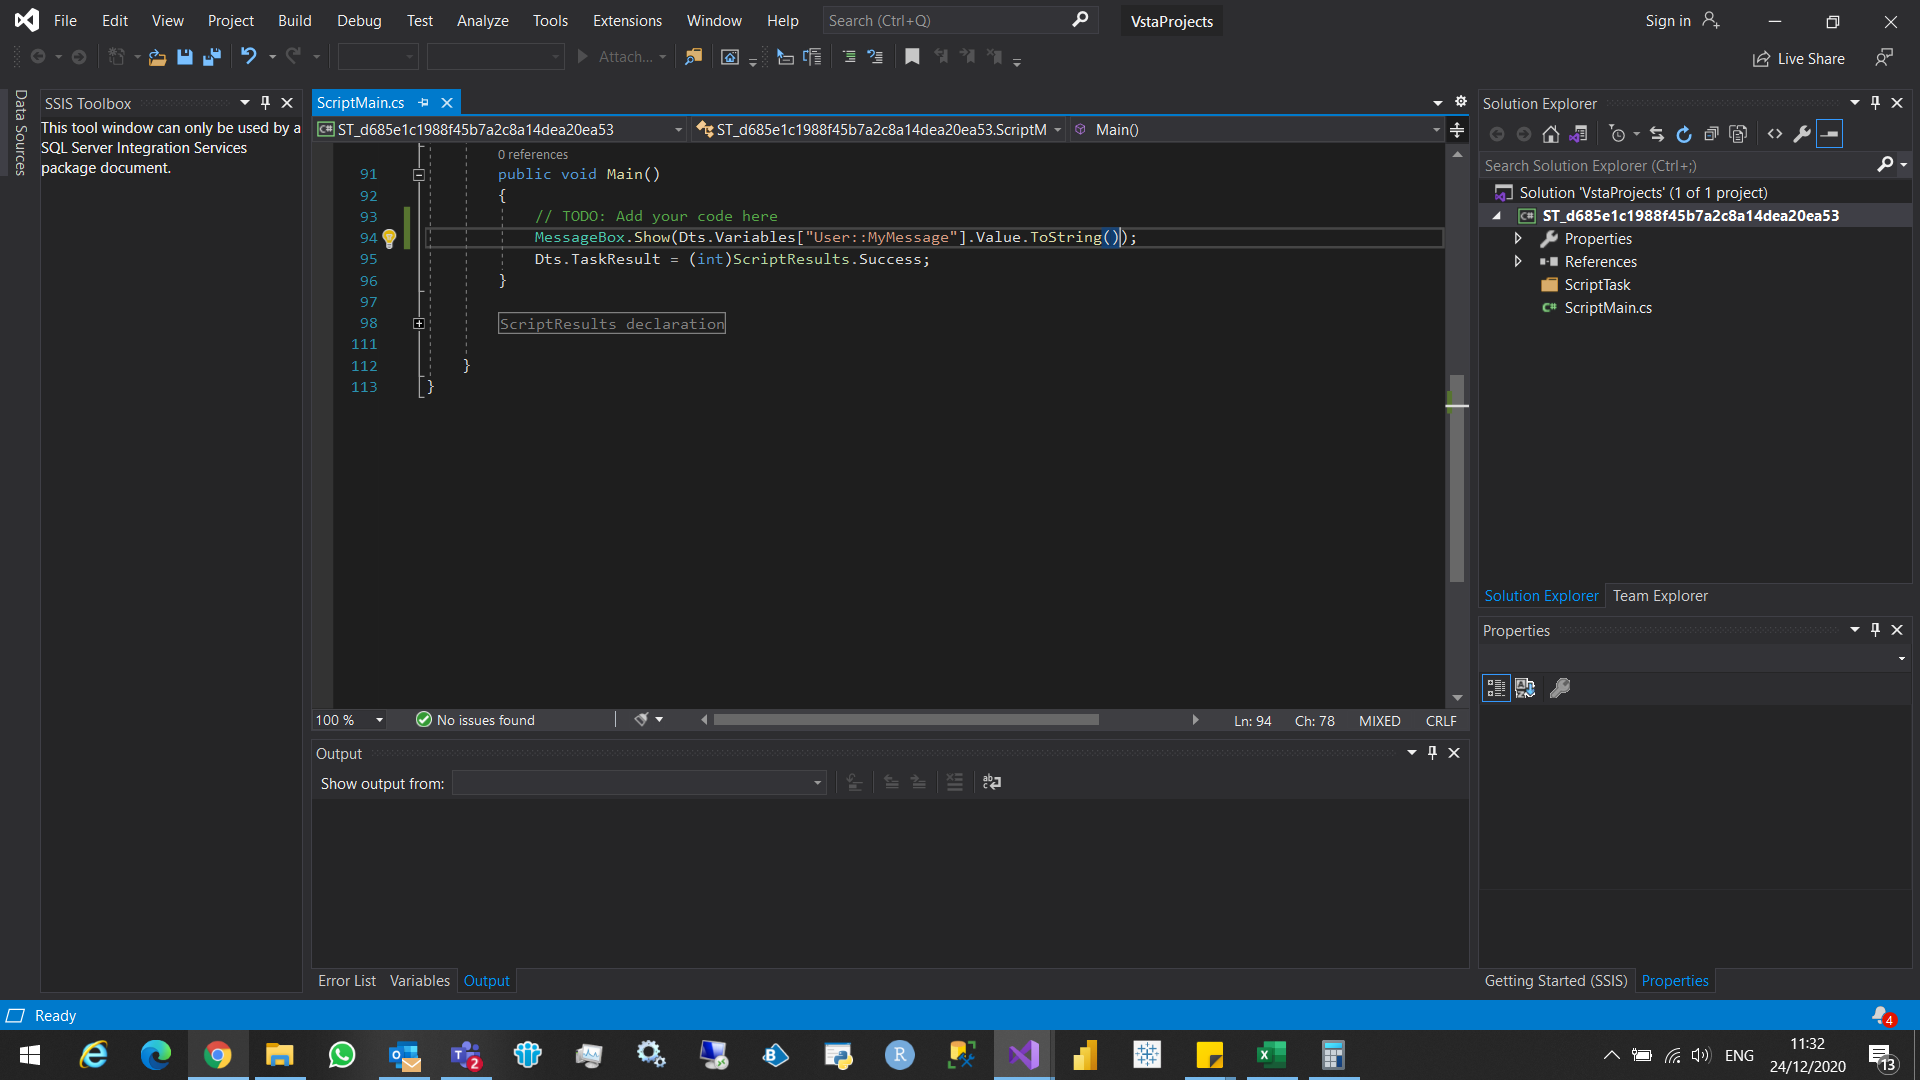 File Edit View Project Build Debug Test Analyze Tools Extensions Window Help Search (Ctrl+Q) VstaProjects Sign in
Attach... Live Share
Data Sources
SSIS Toolbox
This tool window can only be used by a
SQL Server Integration Services
package document.
ScriptMain.cs
C# ST_d685e1c1988f45b7a2c8a14dea20ea53 ST_d685e1c1988f45b7a2c8a14dea20ea53.ScriptM Main()
0 references
91 public void Main()
92 {
93 // TODO: Add your code here
94 MessageBox.Show(Dts.Variables["User::MyMessage"].Value.ToString());
95 Dts.TaskResult = (int)ScriptResults.Success;
96 }
97
98 ScriptResults declaration
111
112 }
113 }
100 % No issues found Ln: 94 Ch: 78 MIXED CRLF
Output
Show output from:
Error List Variables Output
Solution Explorer
Search Solution Explorer (Ctrl+;)
Solution 'VstaProjects' (1 of 1 project)
C# ST_d685e1c1988f45b7a2c8a14dea20ea53
Properties
References
ScriptTask
C# ScriptMain.cs
Solution Explorer Team Explorer
Properties
Getting Started (SSIS) Properties
Ready 4
2 R ENG 11:32
24/12/2020 13